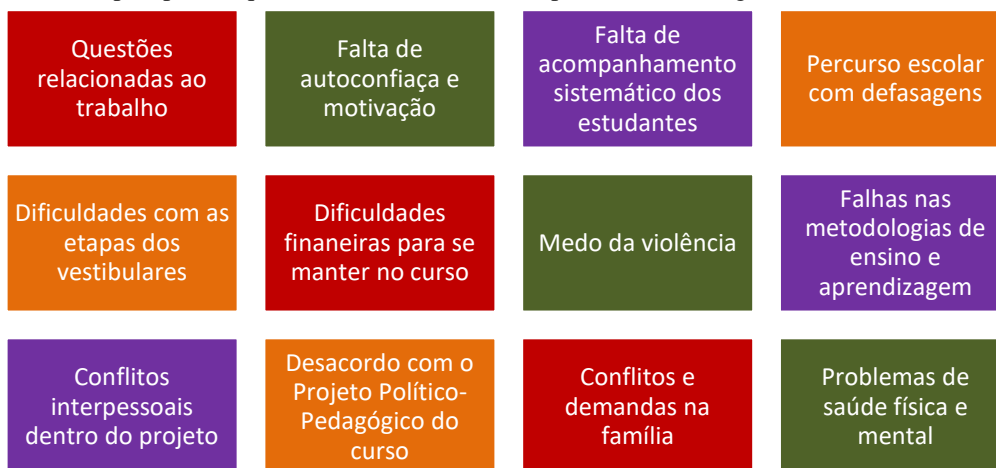 Questões
relacionadas ao
trabalho
Falta de
autoconfiaça e
motivação
Falta de
acompanhamento
sistemático dos
estudantes
Percurso escolar
com defasagens
Dificuldades com as
etapas dos
vestibulares
Dificuldades
finaneiras para se
manter no curso
Medo da violência
Falhas nas
metodologias de
ensino e
aprendizagem
Conflitos
interpessoais
dentro do projeto
Desacordo com o
Projeto Político-
Pedagógico do
curso
Conflitos e
demandas na
família
Problemas de
saúde física e
mental